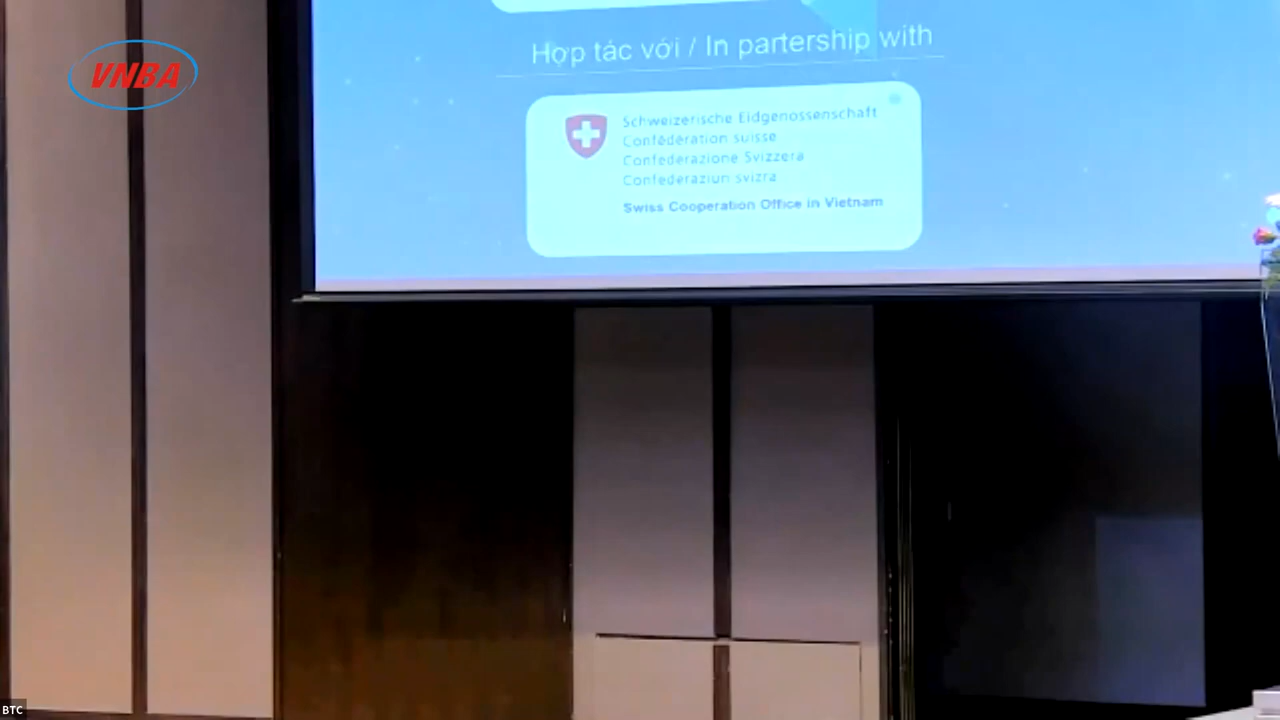 VNBA
Hợp tác với / In partership with
Schweizerische Eidgenossenschaft
Confédération suisse
Confederazione Svizzera
Confederaziun svizra
Swiss Cooperation Office in Vietnam
BTC